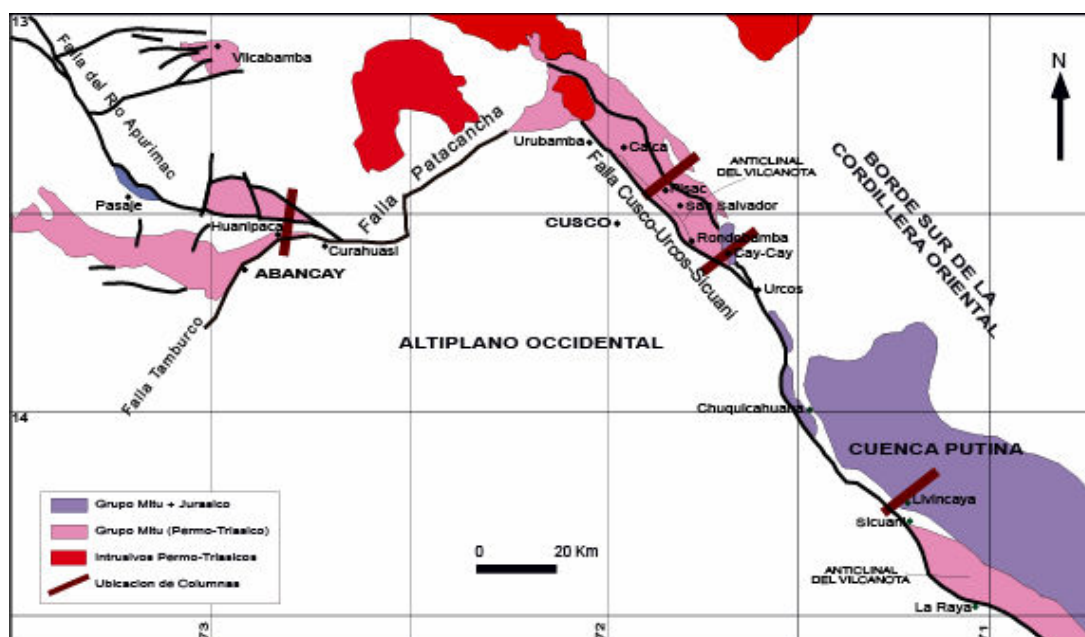 13
Falla del Rio Apurimac
Vilcabamba
N
Falla Patacancha
Urubamba
Calca
ANTICLINAL
DEL VILCANOTA
Pisac
San Salvador
BORDE SUR DE LA
CORDILLERA ORIENTAL
Pasaje
Huanipaca
CUSCO
Rondobamba
Cay-Cay
Curahuasi
ABANCAY
Falla Cusco-Urcos-Sicuani
Urcos
Falla Tamburco
ALTIPLANO OCCIDENTAL
14
Chuquicahuana
CUENCA PUTINA
Livincaya
Sicuani
Grupo Mitu + Jurasico
Grupo Mitu (Permo-Triasico)
Intrusivos Permo-Triasicos
Ubicacion de Columnas
0 20 Km
ANTICLINAL
DEL VILCANOTA
La Raya
73
72
71